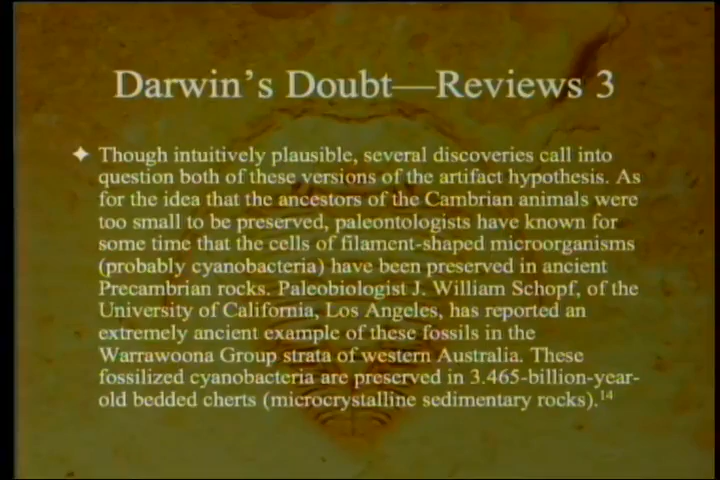 Darwin's Doubt—Reviews 3
✦ Though intuitively plausible, several discoveries call into
question both of these versions of the artifact hypothesis. As
for the idea that the ancestors of the Cambrian animals were
too small to be preserved, paleontologists have known for
some time that the cells of filament-shaped microorganisms
(probably cyanobacteria) have been preserved in ancient
Precambrian rocks. Paleobiologist J. William Schopf, of the
University of California, Los Angeles, has reported an
extremely ancient example of these fossils in the
Warrawoona Group strata of western Australia. These
fossilized cyanobacteria are preserved in 3.465-billion-year-
old bedded cherts (microcrystalline sedimentary rocks).¹⁴